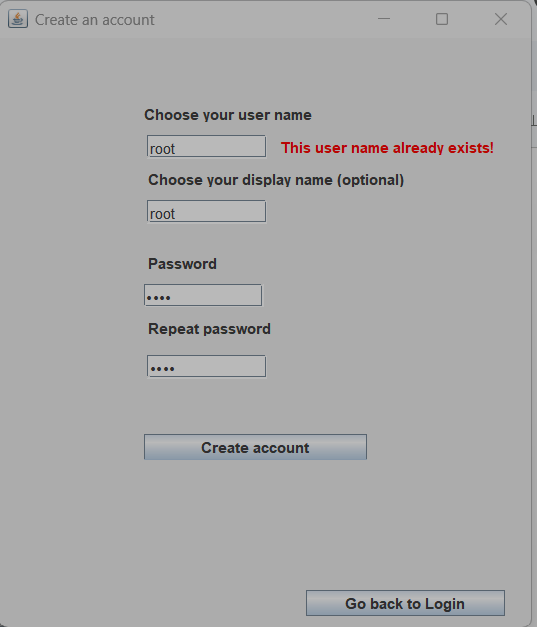 Create an account
Choose your user name
root This user name already exists!
Choose your display name (optional)
root
Password
••••
Repeat password
••••
Create account
Go back to Login